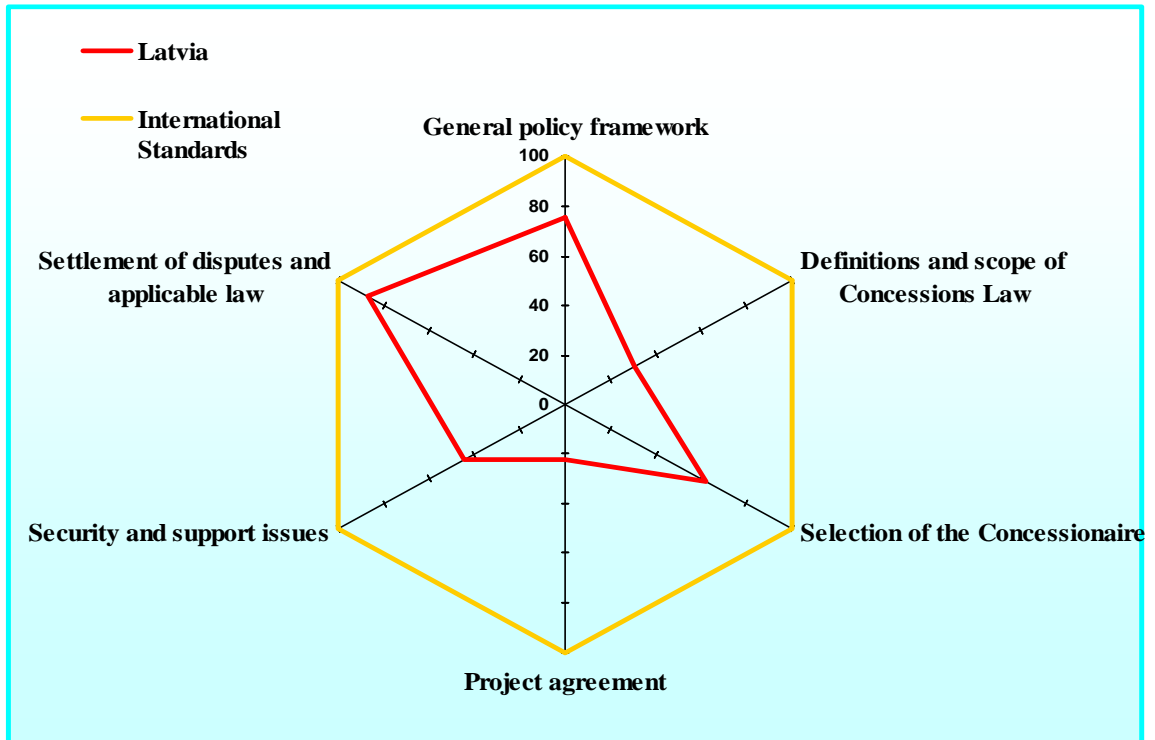 Latvia
International
Standards
General policy framework
100
80
60
40
20
0
Settlement of disputes and
applicable law
Definitions and scope of
Concessions Law
Security and support issues
Selection of the Concessionaire
Project agreement